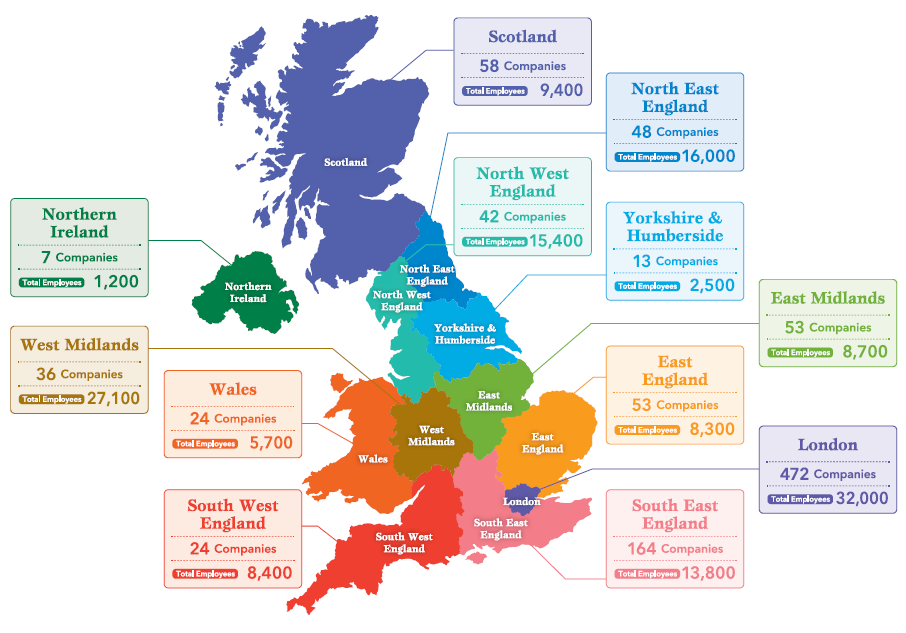 Scotland
58 Companies
Total Employees 9,400
North East
England
48 Companies
Total Employees 16,000
North West
England
42 Companies
Total Employees 15,400
Northern
Ireland
7 Companies
Total Employees 1,200
Yorkshire &
Humberside
13 Companies
Total Employees 2,500
East Midlands
53 Companies
Total Employees 8,700
West Midlands
36 Companies
Total Employees 27,100
East
England
53 Companies
Total Employees 8,300
Wales
24 Companies
Total Employees 5,700
London
472 Companies
Total Employees 32,000
South West
England
24 Companies
Total Employees 8,400
South East
England
164 Companies
Total Employees 13,800
Scotland
North East
England
Northern
Ireland
North West
England
Yorkshire &
Humberside
East
Midlands
West
Midlands
East
England
Wales
London
South East
England
South West
England